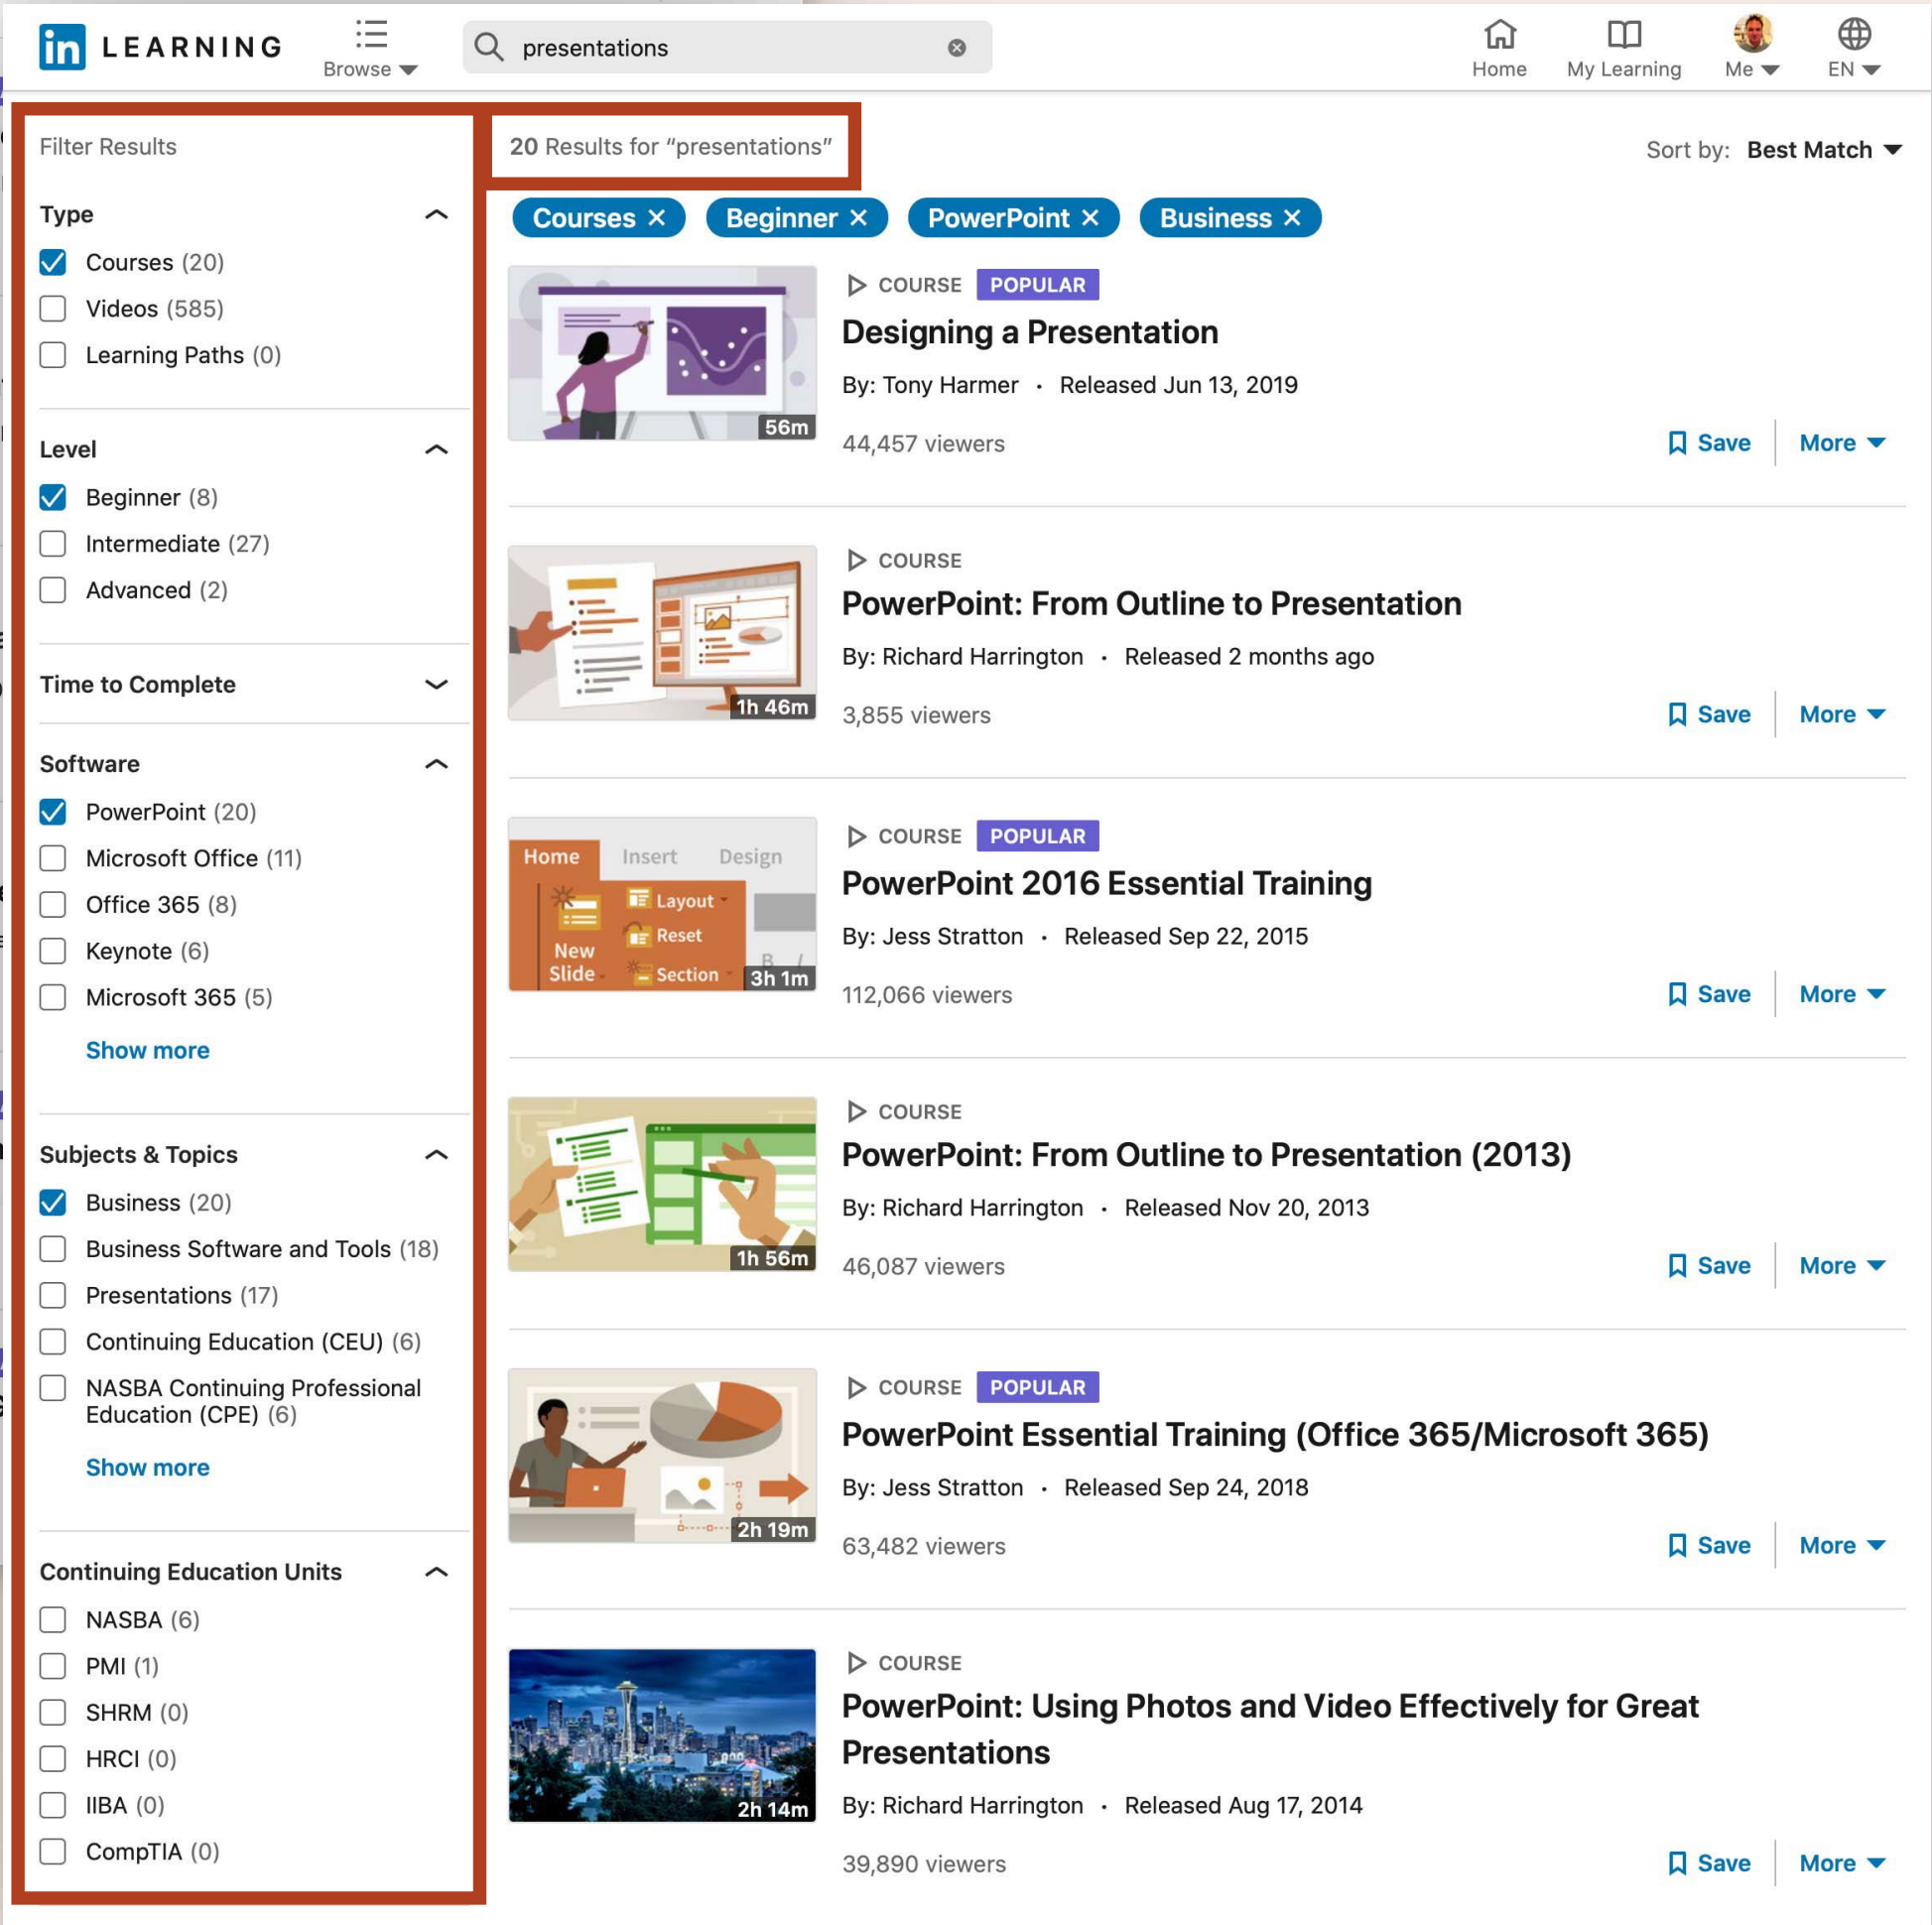 in LEARNING
Browse
presentations
Home
My Learning
Me
EN
Filter Results
Type
Courses (20)
Videos (585)
Learning Paths (0)
Level
Beginner (8)
Intermediate (27)
Advanced (2)
Time to Complete
Software
PowerPoint (20)
Microsoft Office (11)
Office 365 (8)
Keynote (6)
Microsoft 365 (5)
Show more
Subjects & Topics
Business (20)
Business Software and Tools (18)
Presentations (17)
Continuing Education (CEU) (6)
NASBA Continuing Professional
Education (CPE) (6)
Show more
Continuing Education Units
NASBA (6)
PMI (1)
SHRM (0)
HRCI (0)
IIBA (0)
CompTIA (0)
20 Results for “presentations”
Sort by: Best Match
Courses ×
Beginner ×
PowerPoint ×
Business ×
56m
COURSE POPULAR
Designing a Presentation
By: Tony Harmer · Released Jun 13, 2019
44,457 viewers
Save
More
1h 46m
COURSE
PowerPoint: From Outline to Presentation
By: Richard Harrington · Released 2 months ago
3,855 viewers
Save
More
Home Insert Design
New
Slide
Layout
Reset
Section
B I
3h 1m
COURSE POPULAR
PowerPoint 2016 Essential Training
By: Jess Stratton · Released Sep 22, 2015
112,066 viewers
Save
More
1h 56m
COURSE
PowerPoint: From Outline to Presentation (2013)
By: Richard Harrington · Released Nov 20, 2013
46,087 viewers
Save
More
2h 19m
COURSE POPULAR
PowerPoint Essential Training (Office 365/Microsoft 365)
By: Jess Stratton · Released Sep 24, 2018
63,482 viewers
Save
More
2h 14m
COURSE
PowerPoint: Using Photos and Video Effectively for Great
Presentations
By: Richard Harrington · Released Aug 17, 2014
39,890 viewers
Save
More